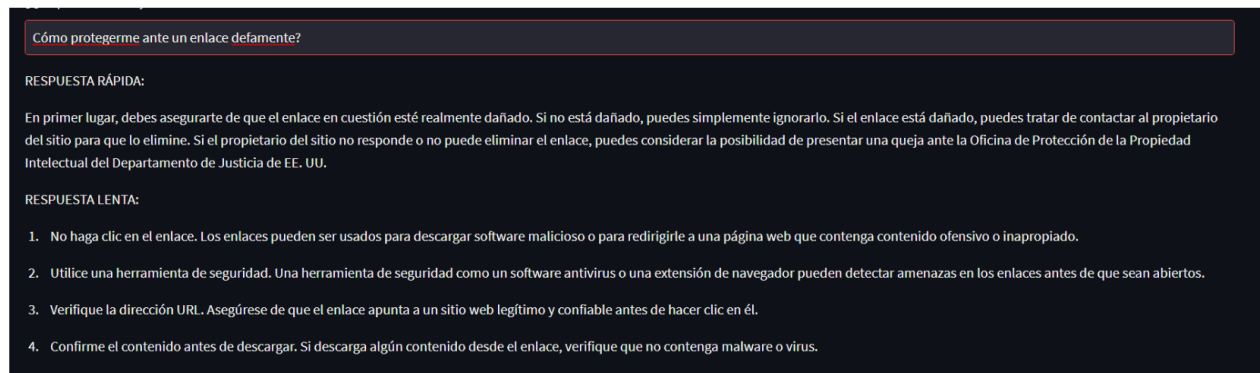 Cómo protegerme ante un enlace defamente?
RESPUESTA RÁPIDA:
En primer lugar, debes asegurarte de que el enlace en cuestión esté realmente dañado. Si no está dañado, puedes simplemente ignorarlo. Si el enlace está dañado, puedes tratar de contactar al propietario
del sitio para que lo elimine. Si el propietario del sitio no responde o no puede eliminar el enlace, puedes considerar la posibilidad de presentar una queja ante la Oficina de Protección de la Propiedad
Intelectual del Departamento de Justicia de EE. UU.
RESPUESTA LENTA:
1. No haga clic en el enlace. Los enlaces pueden ser usados para descargar software malicioso o para redirigirle a una página web que contenga contenido ofensivo o inapropiado.
2. Utilice una herramienta de seguridad. Una herramienta de seguridad como un software antivirus o una extensión de navegador pueden detectar amenazas en los enlaces antes de que sean abiertos.
3. Verifique la dirección URL. Asegúrese de que el enlace apunta a un sitio web legítimo y confiable antes de hacer clic en él.
4. Confirme el contenido antes de descargar. Si descarga algún contenido desde el enlace, verifique que no contenga malware o virus.